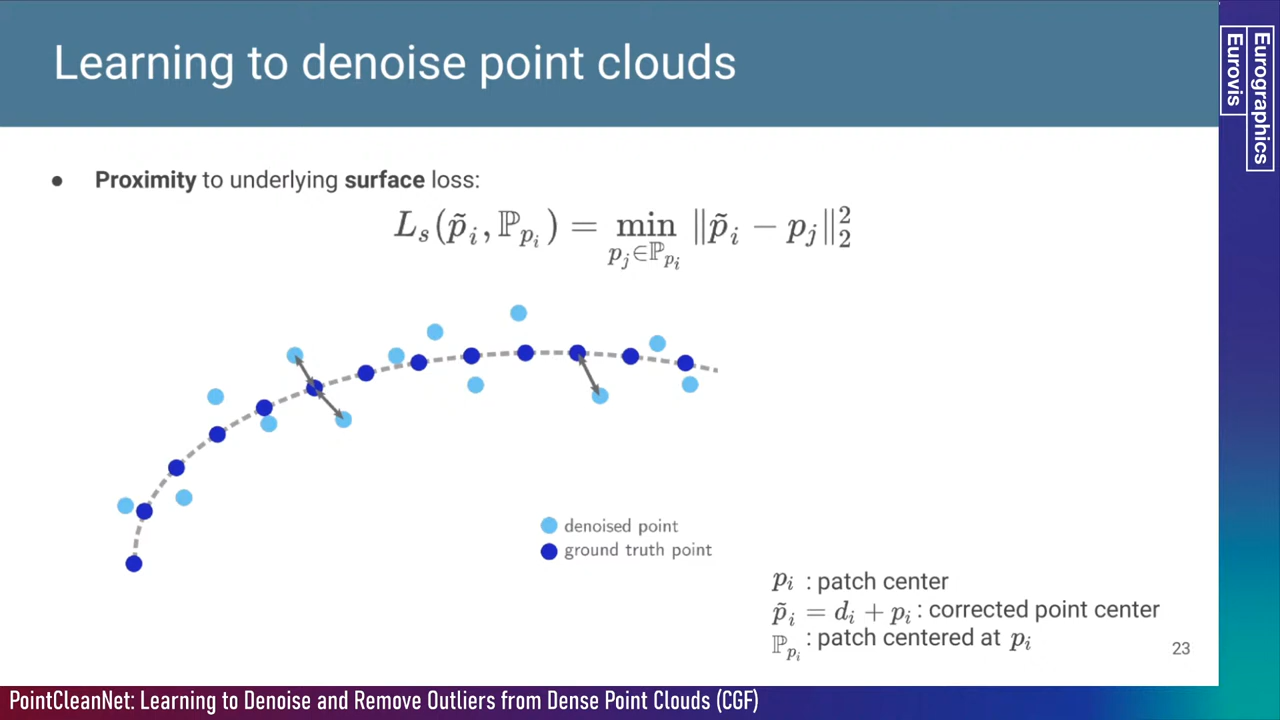 Learning to denoise point clouds
Eurographics
Eurovis
● Proximity to underlying surface loss:
L_s(p̃_i, ℙ_{p_i}) = min_{p_j∈ℙ_{p_i}} ‖p̃_i − p_j‖_2^2
denoised point
ground truth point
p_i : patch center
p̃_i = d_i + p_i : corrected point center
ℙ_{p_i} : patch centered at p_i
23
PointCleanNet: Learning to Denoise and Remove Outliers from Dense Point Clouds (CGF)